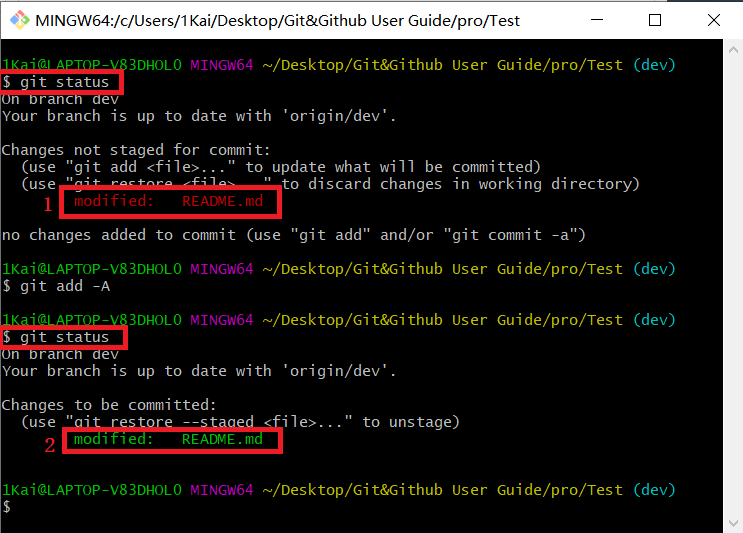 MINGW64:/c/Users/1Kai/Desktop/Git&Github User Guide/pro/Test
1Kai@LAPTOP-V83DHOLO MINGW64 ~/Desktop/Git&Github User Guide/pro/Test (dev)
$ git status
On branch dev
Your branch is up to date with 'origin/dev'.
Changes not staged for commit:
(use "git add <file>..." to update what will be committed)
(use "git restore <file>..." to discard changes in working directory)
1 modified: README.md
no changes added to commit (use "git add" and/or "git commit -a")
1Kai@LAPTOP-V83DHOLO MINGW64 ~/Desktop/Git&Github User Guide/pro/Test (dev)
$ git add -A
1Kai@LAPTOP-V83DHOLO MINGW64 ~/Desktop/Git&Github User Guide/pro/Test (dev)
$ git status
On branch dev
Your branch is up to date with 'origin/dev'.
Changes to be committed:
(use "git restore --staged <file>..." to unstage)
2 modified: README.md
1Kai@LAPTOP-V83DHOLO MINGW64 ~/Desktop/Git&Github User Guide/pro/Test (dev)
$